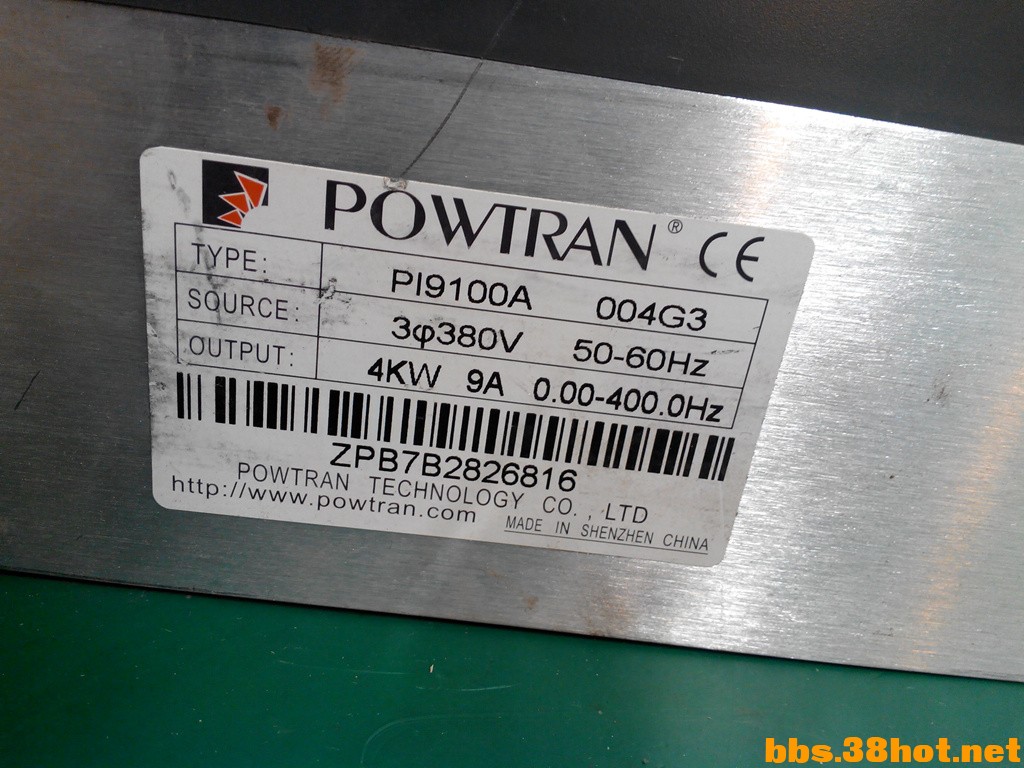 POWTRAN® CE
TYPE: PI9100A 004G3
SOURCE: 3φ380V 50-60Hz
OUTPUT: 4KW 9A 0.00-400.0Hz
ZPB7B2826816
POWTRAN TECHNOLOGY CO., LTD
http://www.powtran.com MADE IN SHENZHEN CHINA
bbs.38hot.net